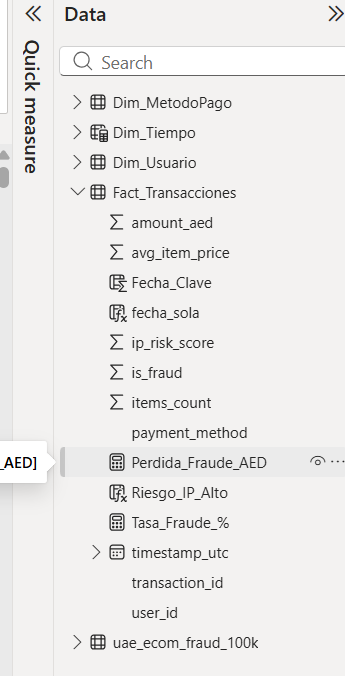 Data
Quick measure
Search
Dim_MetodoPago
Dim_Tiempo
Dim_Usuario
Fact_Transacciones
amount_aed
avg_item_price
Fecha_Clave
fecha_sola
ip_risk_score
is_fraud
items_count
payment_method
_AED]
Perdida_Fraude_AED
Riesgo_IP_Alto
Tasa_Fraude_%
timestamp_utc
transaction_id
user_id
uae_ecom_fraud_100k